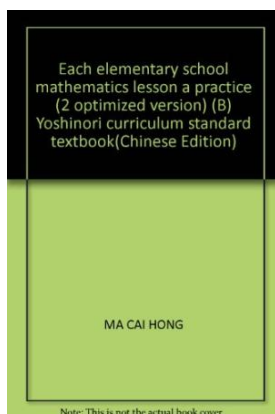 Each elementary school
mathematics lesson a practice
(2 optimized version) (B)
Yoshinori curriculum standard
textbook(Chinese Edition)
MA CAI HONG
Note: This is not the actual book cover